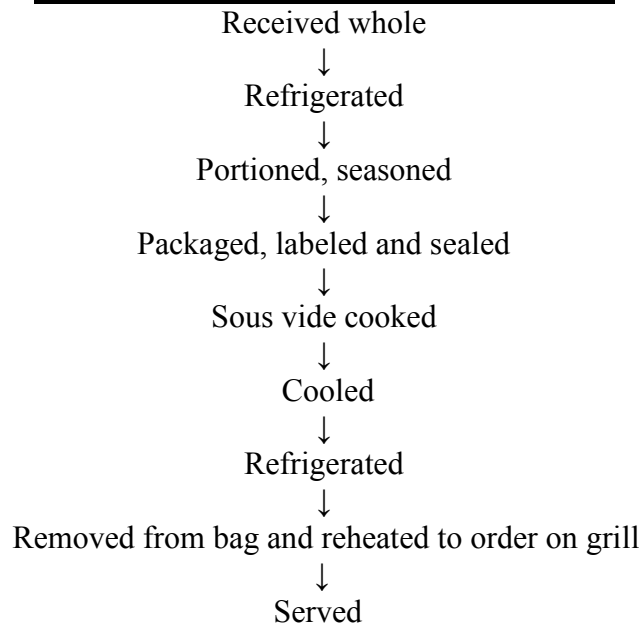 Received whole
↓
Refrigerated
↓
Portioned, seasoned
↓
Packaged, labeled and sealed
↓
Sous vide cooked
↓
Cooled
↓
Refrigerated
↓
Removed from bag and reheated to order on grill
↓
Served